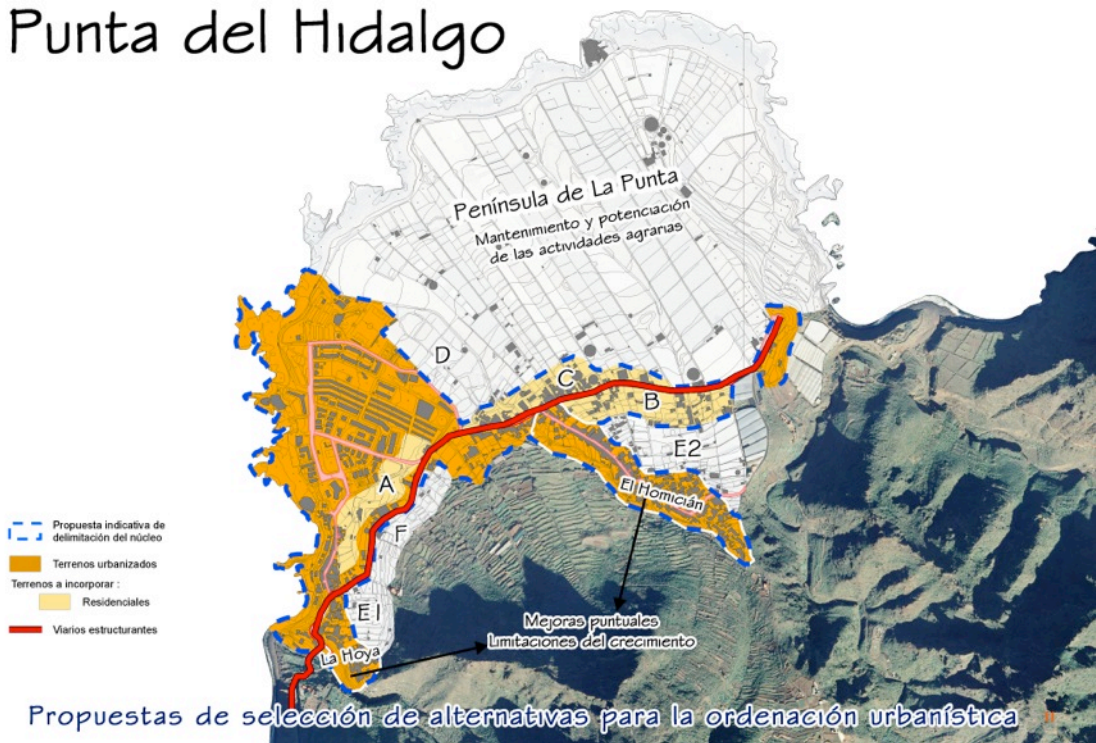 Punta del Hidalgo
Península de La Punta
Mantenimiento y potenciación
de las actividades agrarias
D
C
B
E2
A
El Homicián
F
E1
La Hoya
Mejoras puntuales
Limitaciones del crecimiento
Propuesta indicativa de
delimitación del núcleo
Terrenos urbanizados
Terrenos a incorporar :
Residenciales
Viarios estructurantes
Propuestas de selección de alternativas para la ordenación urbanística
11